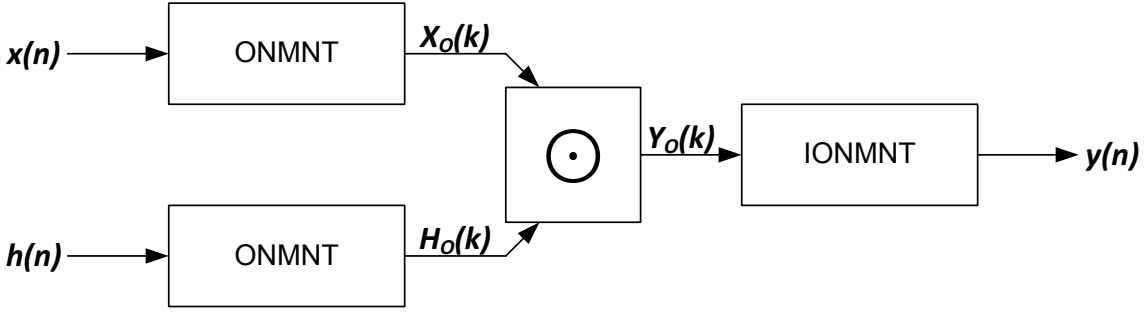 x(n)
ONMNT
X_O(k)
h(n)
ONMNT
H_O(k)
⊙
Y_O(k)
IONMNT
y(n)